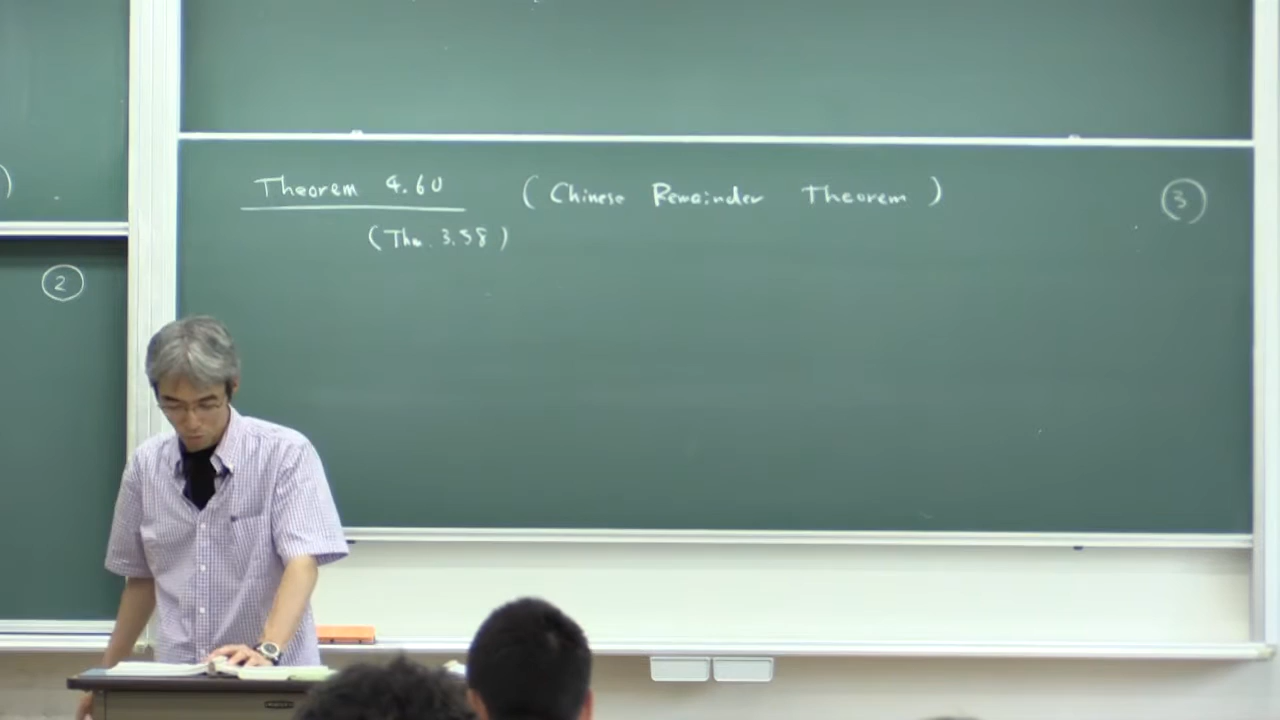 Theorem 4.60 (Chinese Remainder Theorem) ③
(Thm. 3.58)
②
)